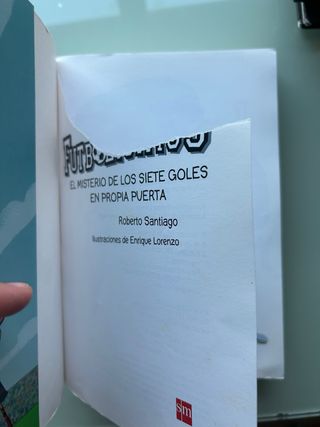 EL MISTERIO DE LOS SIETE GOLES
EN PROPIA PUERTA
Roberto Santiago
Ilustraciones de Enrique Lorenzo
sm